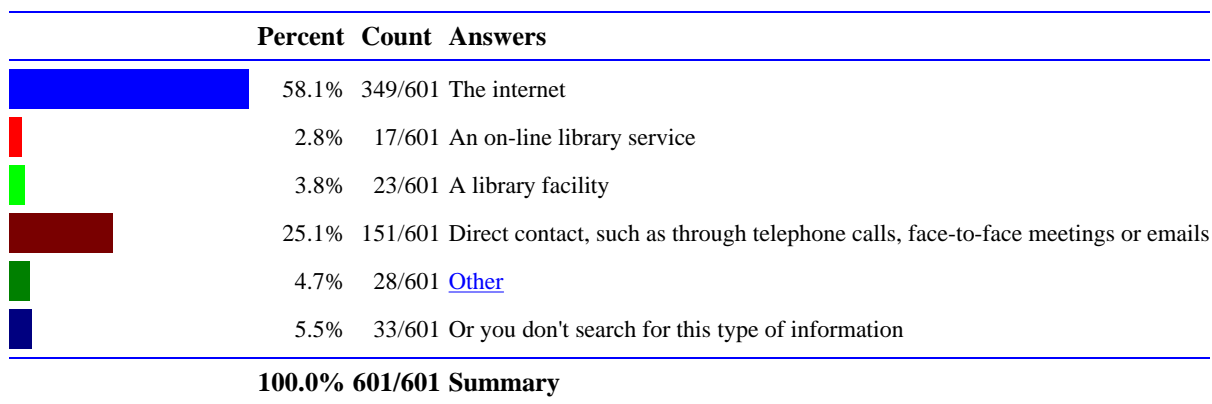 Percent Count Answers
58.1% 349/601 The internet
2.8% 17/601 An on-line library service
3.8% 23/601 A library facility
25.1% 151/601 Direct contact, such as through telephone calls, face-to-face meetings or emails
4.7% 28/601 Other
5.5% 33/601 Or you don't search for this type of information
100.0% 601/601 Summary